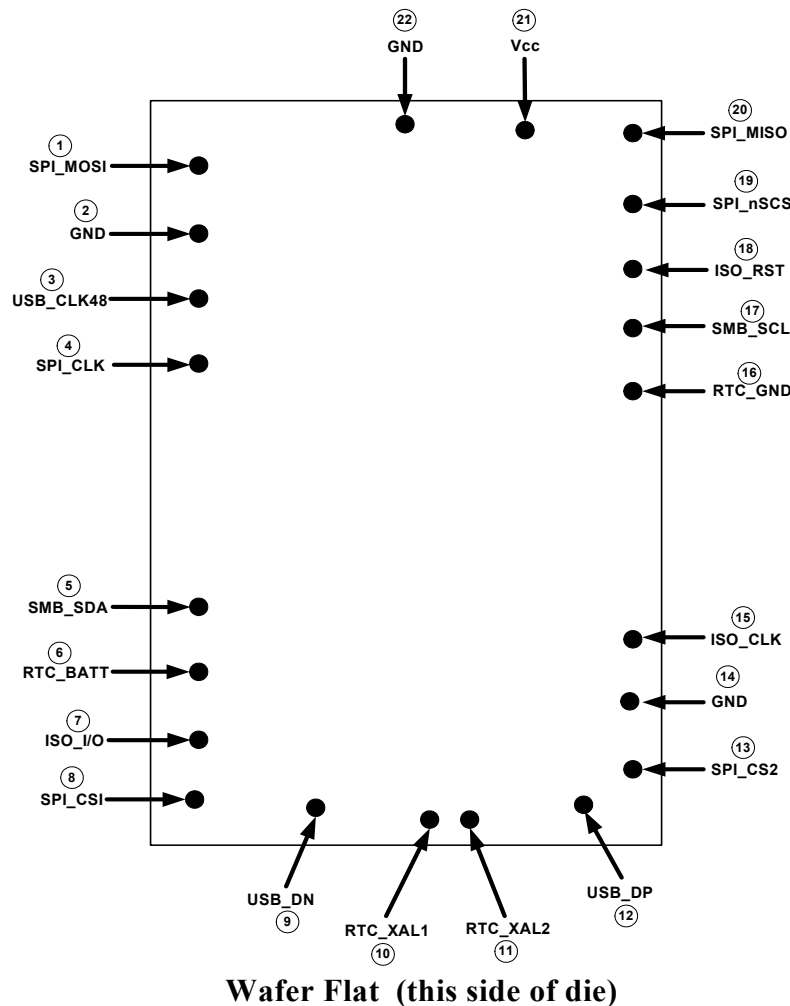 22
GND
21
Vcc
1
SPI_MOSI
2
GND
3
USB_CLK48
4
SPI_CLK
5
SMB_SDA
6
RTC_BATT
7
ISO_I/O
8
SPI_CSI
USB_DN
9
RTC_XAL1
10
RTC_XAL2
11
USB_DP
12
20
SPI_MISO
19
SPI_nSCS
18
ISO_RST
17
SMB_SCL
16
RTC_GND
15
ISO_CLK
14
GND
13
SPI_CS2
Wafer Flat (this side of die)